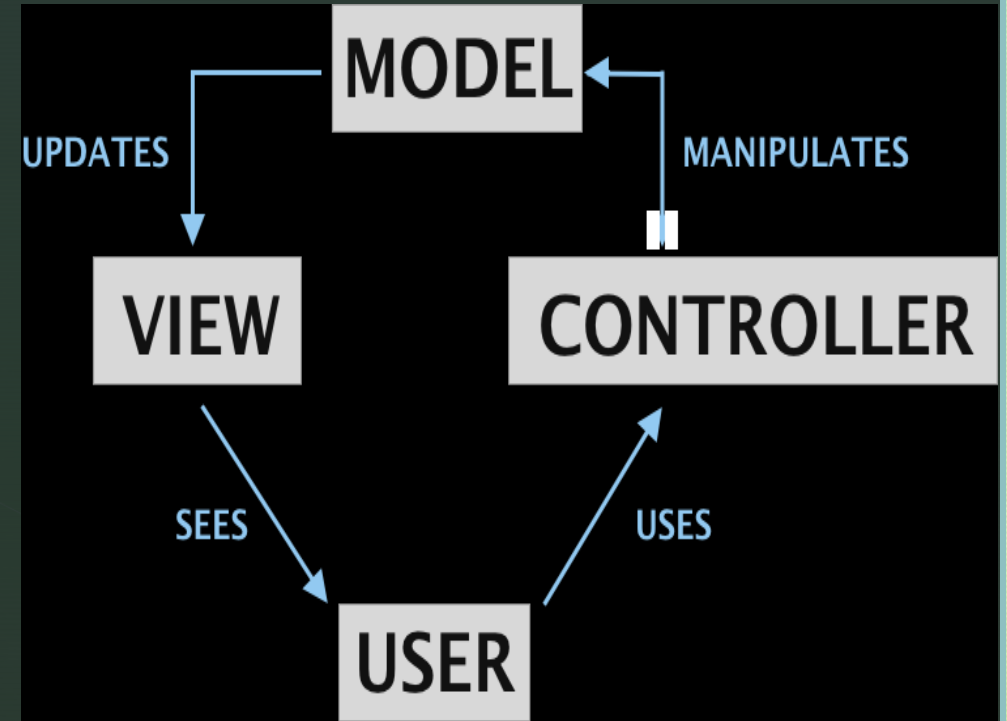 MODEL
UPDATES
MANIPULATES
VIEW
CONTROLLER
SEES
USES
USER